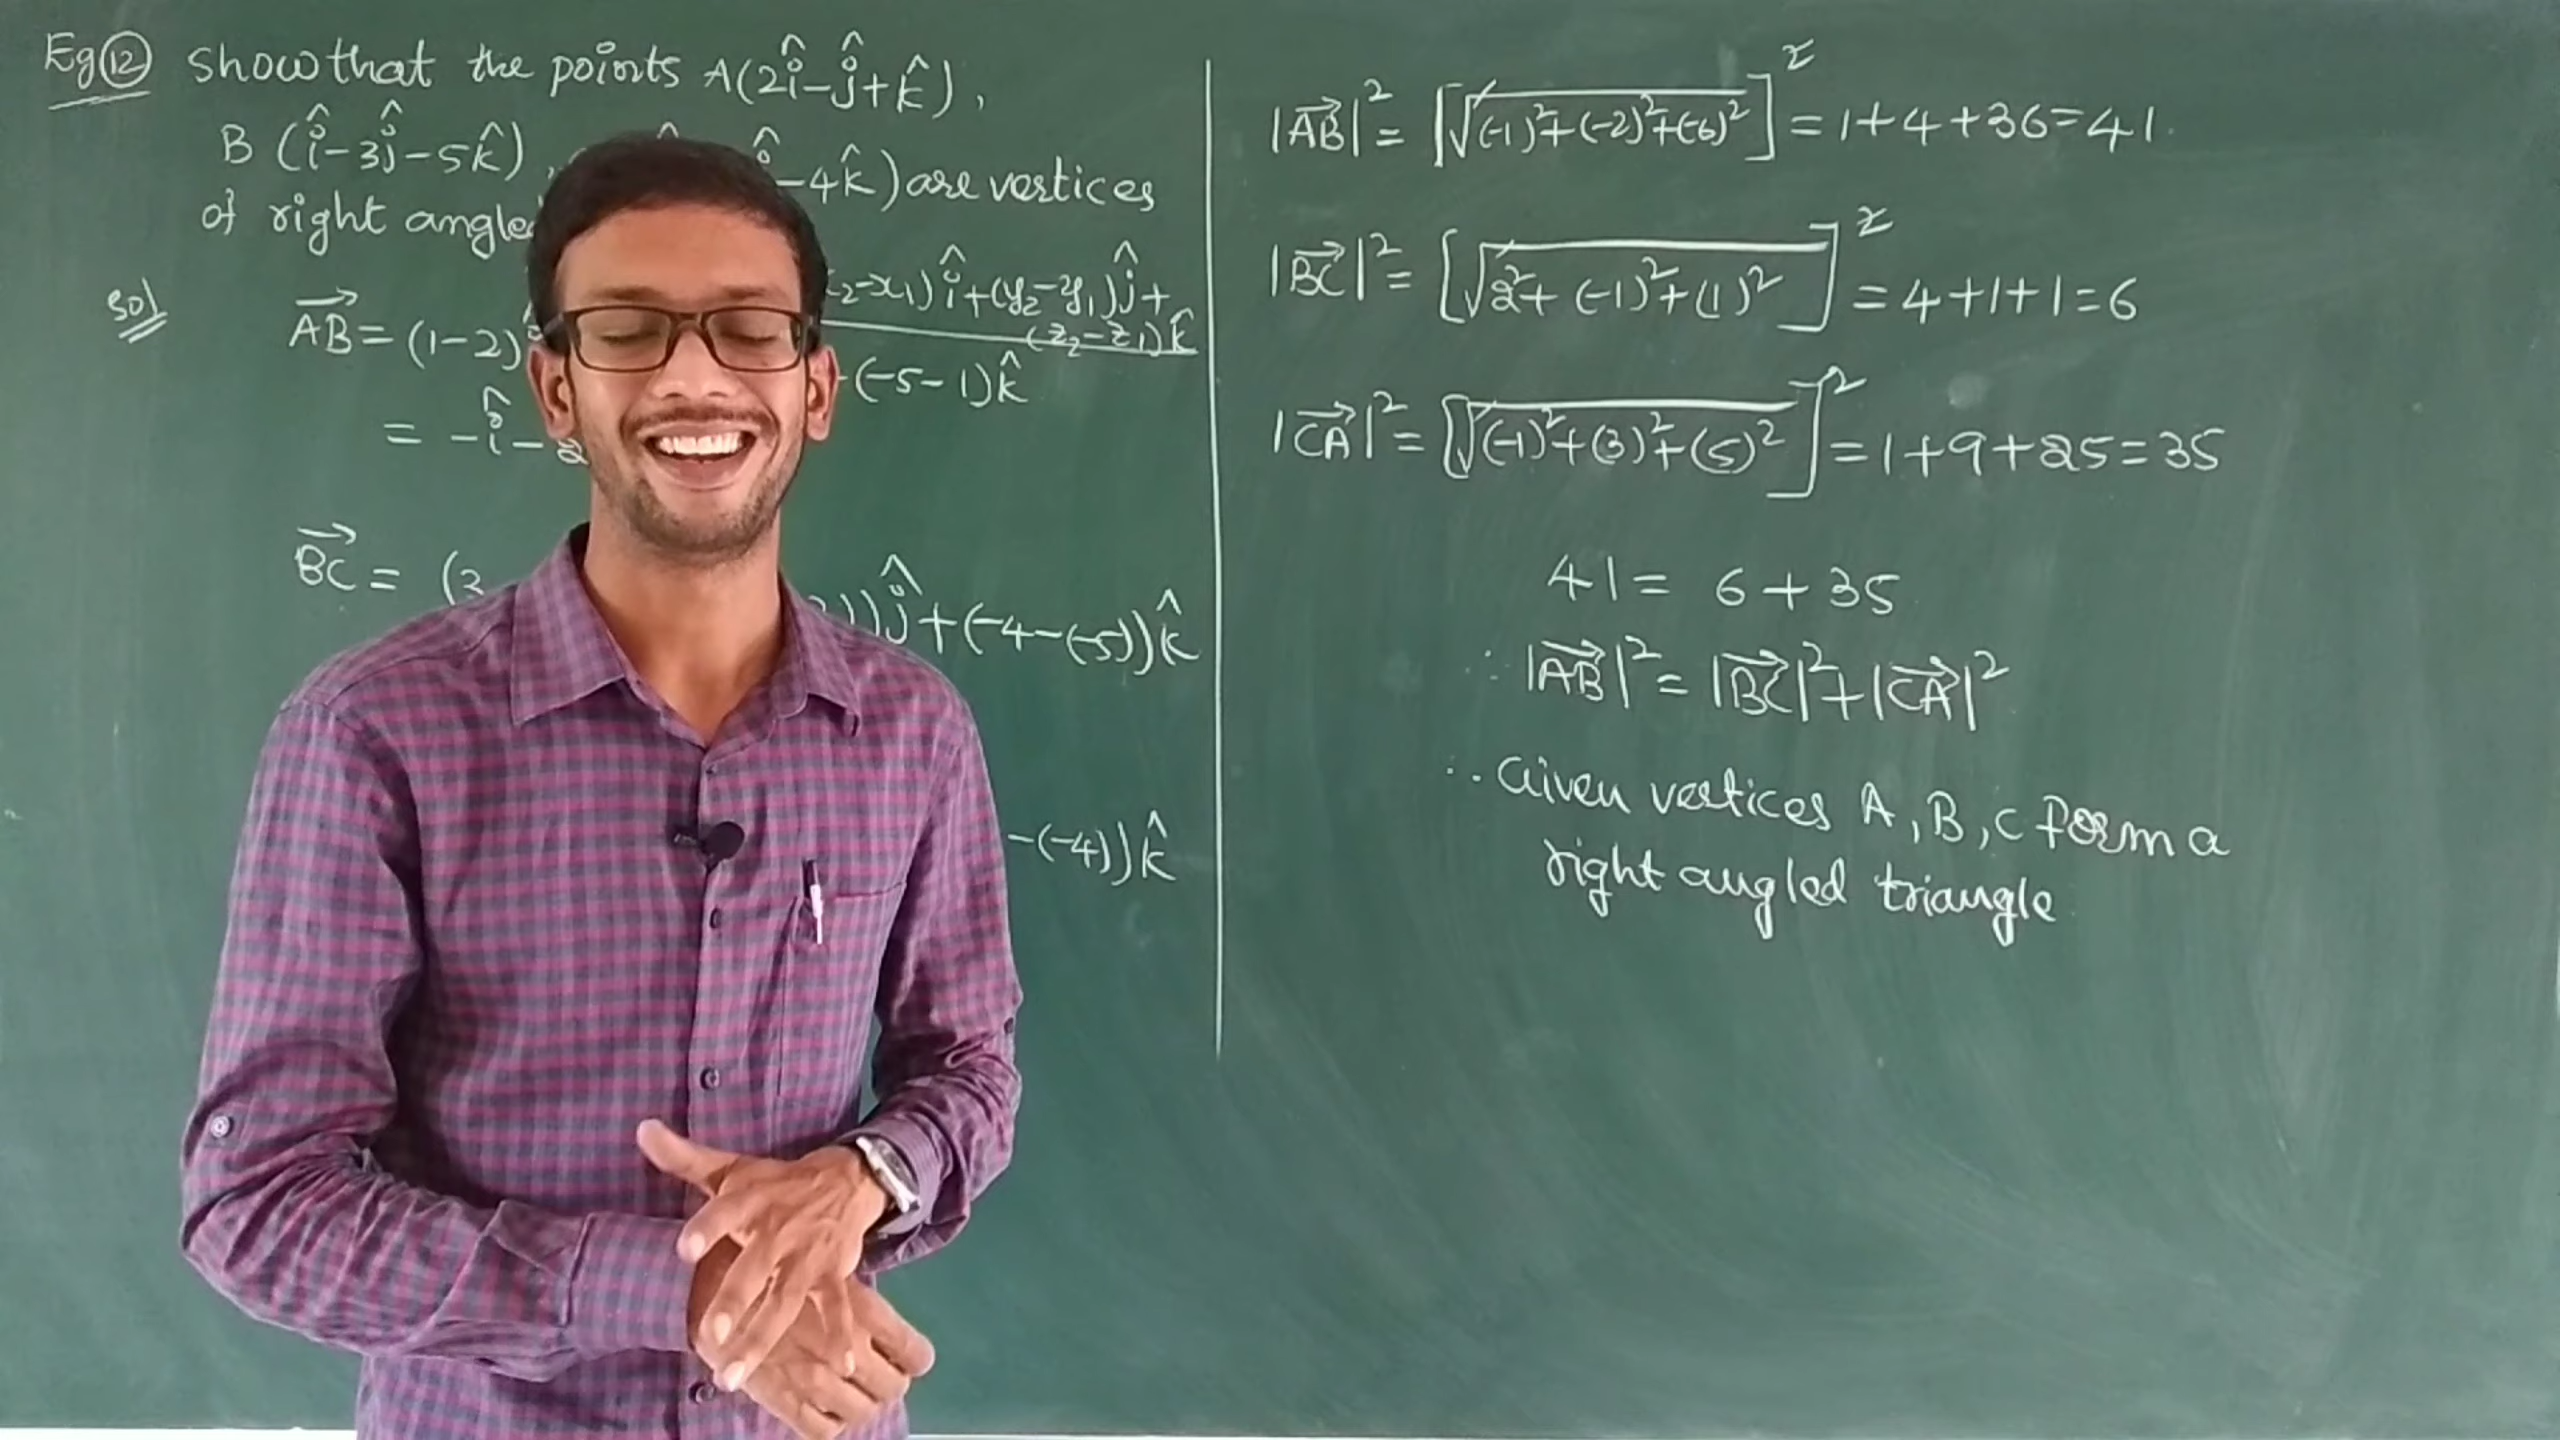 Eg 12 Show that the points A(2î-ĵ+k̂),
B (î-3ĵ-5k̂), -4k̂) are vertices
of right angled
Sol
x₂-x₁)î+(y₂-y₁)ĵ+
(z₂-z₁)k̂
AB⃗ = (1-2) (-5-1)k̂
= -î-2
BC⃗ = (3 ))ĵ+(-4-(-5))k̂
-(-4))k̂
|AB⃗|² = [√(-1)²+(-2)²+(-6)²]² = 1+4+36=41
|BC⃗|² = [√2²+(-1)²+(1)²]² = 4+1+1=6
|CA⃗|² = [√(-1)²+(3)²+(5)²]² = 1+9+25=35
41 = 6+35
∴ |AB⃗|² = |BC⃗|²+|CA⃗|²
∴ Given vertices A, B, C form a
right angled triangle